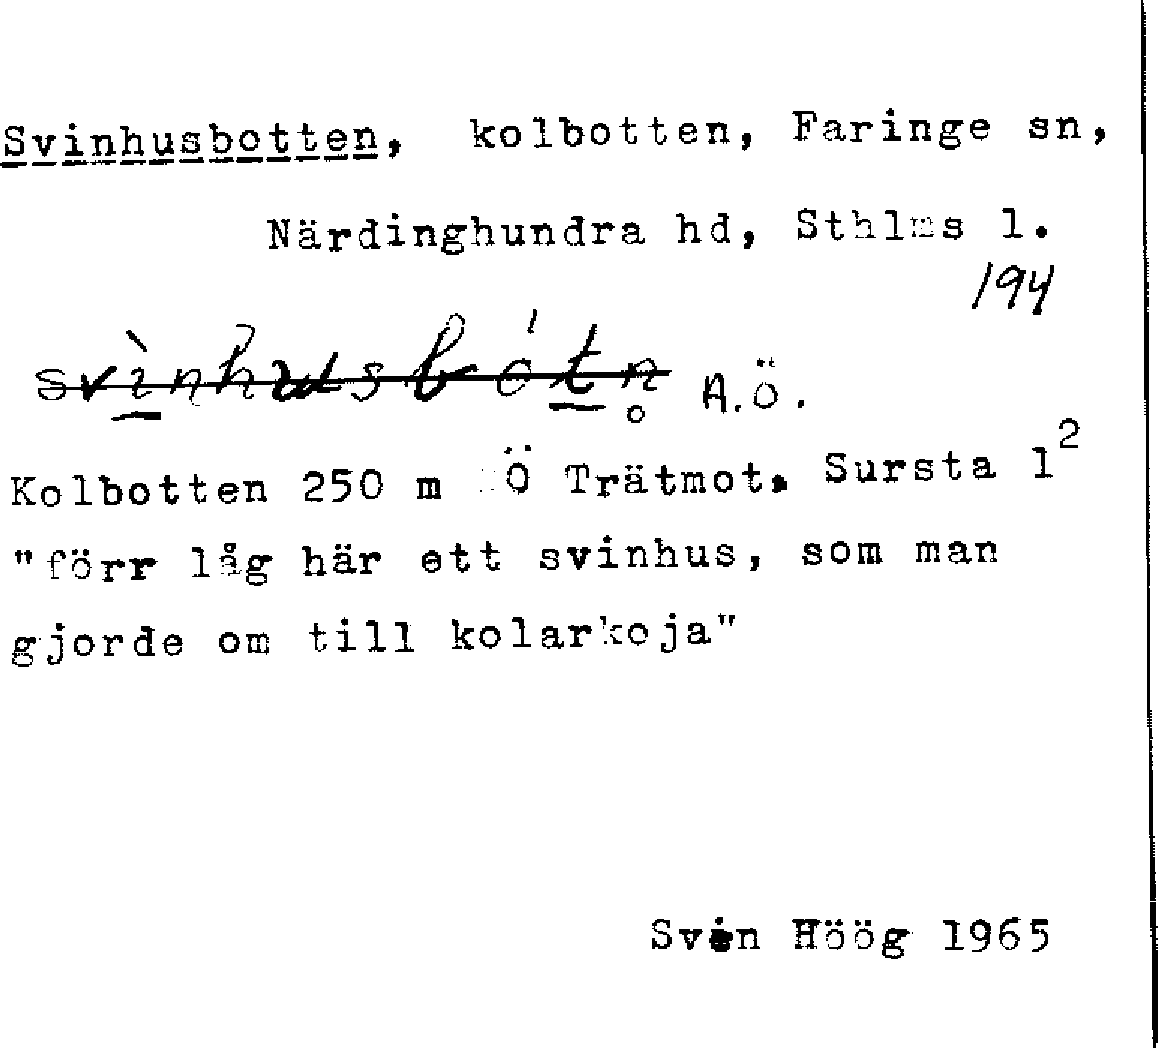 Svinhusbotten, kolbotten, Faringe sn,
Närdinghundra hd, Sthlms l.
194
svìnhusbótn̥ A.Ö.
Kolbotten 250 m Ö Trätmot. Sursta 1²
"förr låg här ett svinhus, som man
gjorde om till kolarkoja"
Sven Höög 1965